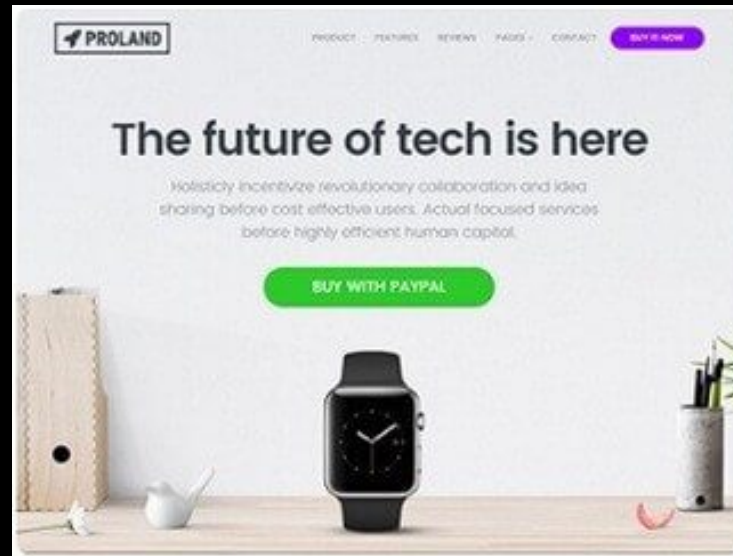 PROLAND
PRODUCT FEATURES REVIEWS PAGES CONTACT BUY IT NOW
The future of tech is here
Holisticly incentivize revolutionary collaboration and idea
sharing before cost effective users. Actual focused services
before highly efficient human capital.
BUY WITH PAYPAL